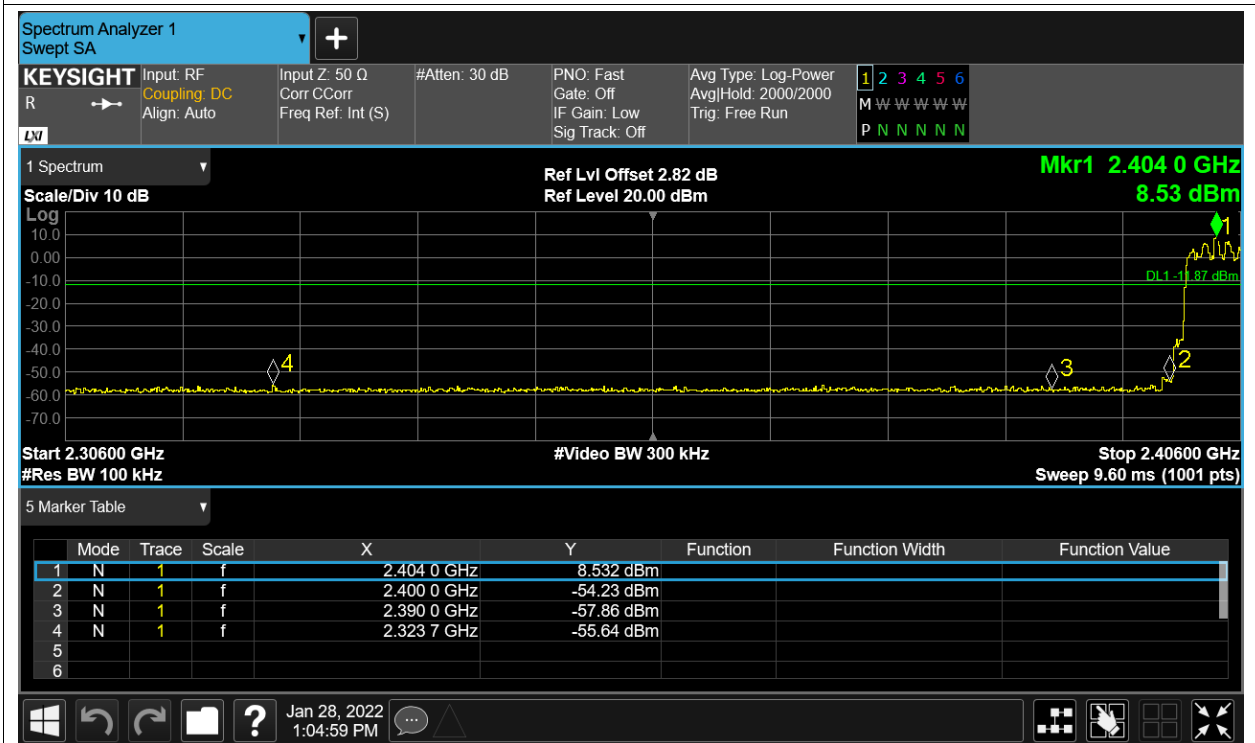 Spectrum Analyzer 1
Swept SA
KEYSIGHT
R
LXI
Input: RF
Coupling: DC
Align: Auto
Input Z: 50 Ω
Corr CCorr
Freq Ref: Int (S)
#Atten: 30 dB
PNO: Fast
Gate: Off
IF Gain: Low
Sig Track: Off
Avg Type: Log-Power
Avg|Hold: 2000/2000
Trig: Free Run
1 2 3 4 5 6
M W W W W W
P N N N N N
1 Spectrum
Scale/Div 10 dB
Ref Lvl Offset 2.82 dB
Ref Level 20.00 dBm
Mkr1 2.404 0 GHz
8.53 dBm
Log
10.0
0.00
-10.0
-20.0
-30.0
-40.0
-50.0
-60.0
-70.0
1
DL1 -11.87 dBm
4
3
2
Start 2.30600 GHz
#Res BW 100 kHz
#Video BW 300 kHz
Stop 2.40600 GHz
Sweep 9.60 ms (1001 pts)
5 Marker Table
Mode Trace Scale X Y Function Function Width Function Value
1 N 1 f 2.404 0 GHz 8.532 dBm
2 N 1 f 2.400 0 GHz -54.23 dBm
3 N 1 f 2.390 0 GHz -57.86 dBm
4 N 1 f 2.323 7 GHz -55.64 dBm
5
6
?
Jan 28, 2022
1:04:59 PM